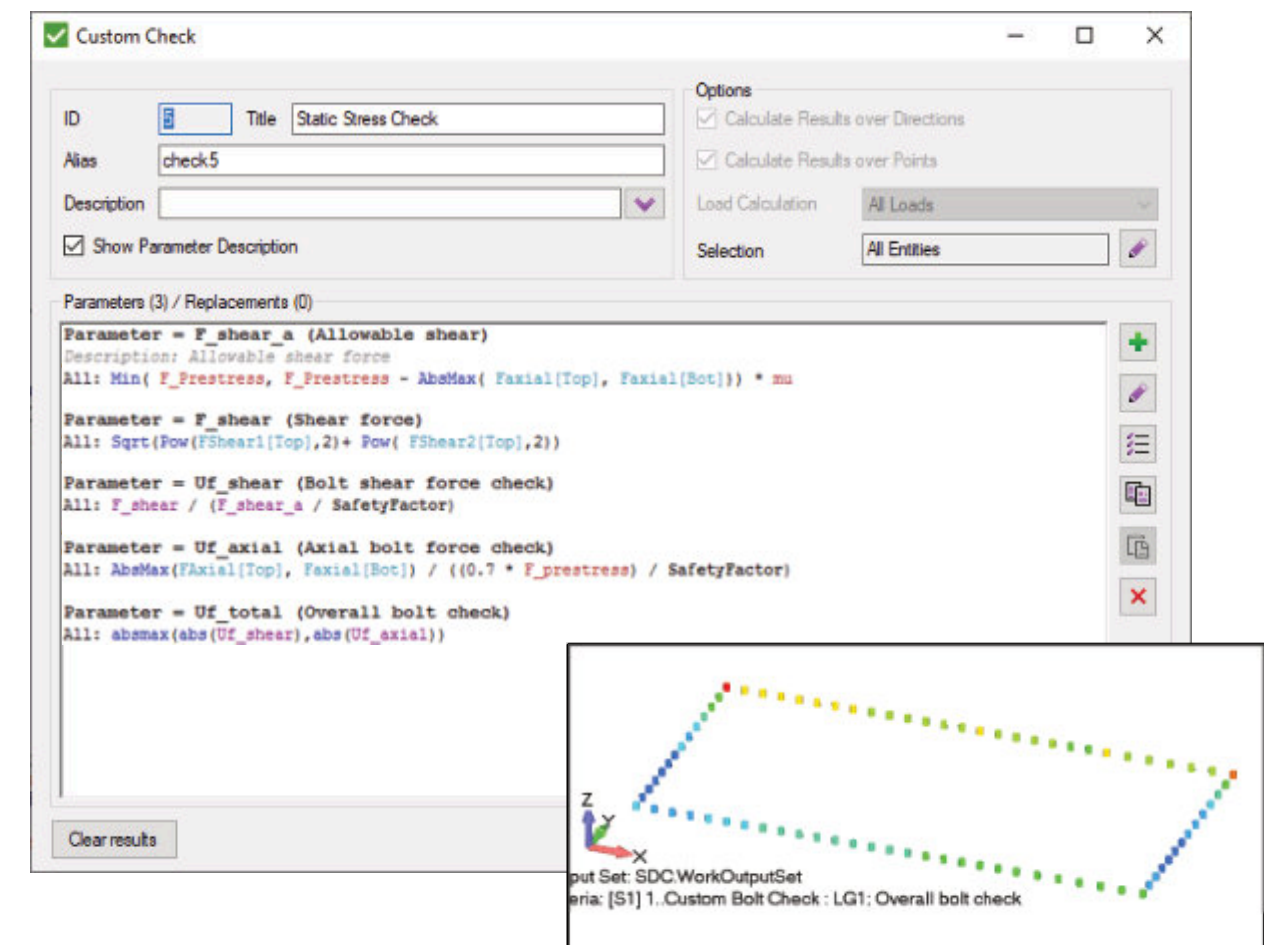 Custom Check
ID 5 Title Static Stress Check
Alias check5
Description
Show Parameter Description
Options
Calculate Results over Directions
Calculate Results over Points
Load Calculation All Loads
Selection All Entities
Parameters (3) / Replacements (0)
Parameter = F_shear_a (Allowable shear)
Description: Allowable shear force
All: Min( F_Prestress, F_Prestress - AbsMax( Faxial[Top], Faxial[Bot])) * mu
Parameter = F_shear (Shear force)
All: Sqrt(Pow(FShear1[Top],2)+ Pow( FShear2[Top],2))
Parameter = Uf_shear (Bolt shear force check)
All: F_shear / (F_shear_a / SafetyFactor)
Parameter = Uf_axial (Axial bolt force check)
All: AbsMax(FAxial[Top], Faxial[Bot]) / ((0.7 * F_prestress) / SafetyFactor)
Parameter = Uf_total (Overall bolt check)
All: absmax(abs(Uf_shear),abs(Uf_axial))
Clear results
Z
Y
X
put Set: SDC.WorkOutputSet
eria: [S1] 1..Custom Bolt Check : LG1; Overall bolt check